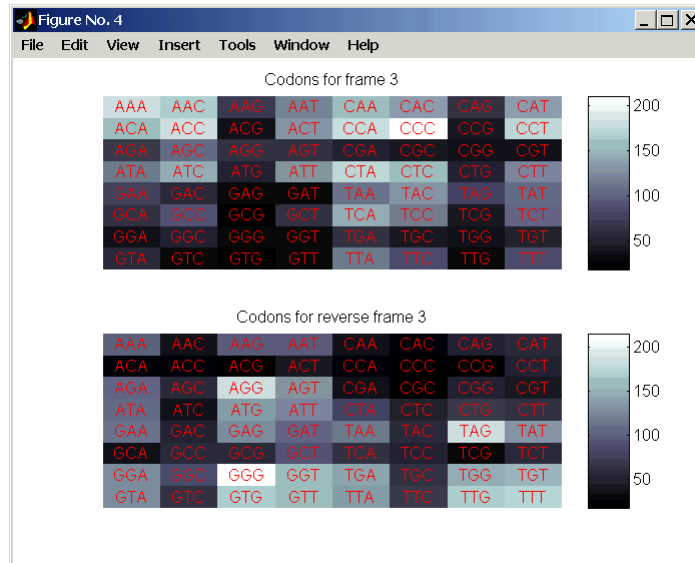 Figure No. 4
File Edit View Insert Tools Window Help
Codons for frame 3
AAA AAC AAG AAT CAA CAC CAG CAT
ACA ACC ACG ACT CCA CCC CCG CCT
AGA AGC AGG AGT CGA CGC CGG CGT
ATA ATC ATG ATT CTA CTC CTG CTT
GAA GAC GAG GAT TAA TAC TAG TAT
GCA GCC GCG GCT TCA TCC TCG TCT
GGA GGC GGG GGT TGA TGC TGG TGT
GTA GTC GTG GTT TTA TTC TTG TTT
200
150
100
50
Codons for reverse frame 3
AAA AAC AAG AAT CAA CAC CAG CAT
ACA ACC ACG ACT CCA CCC CCG CCT
AGA AGC AGG AGT CGA CGC CGG CGT
ATA ATC ATG ATT CTA CTC CTG CTT
GAA GAC GAG GAT TAA TAC TAG TAT
GCA GCC GCG GCT TCA TCC TCG TCT
GGA GGC GGG GGT TGA TGC TGG TGT
GTA GTC GTG GTT TTA TTC TTG TTT
200
150
100
50